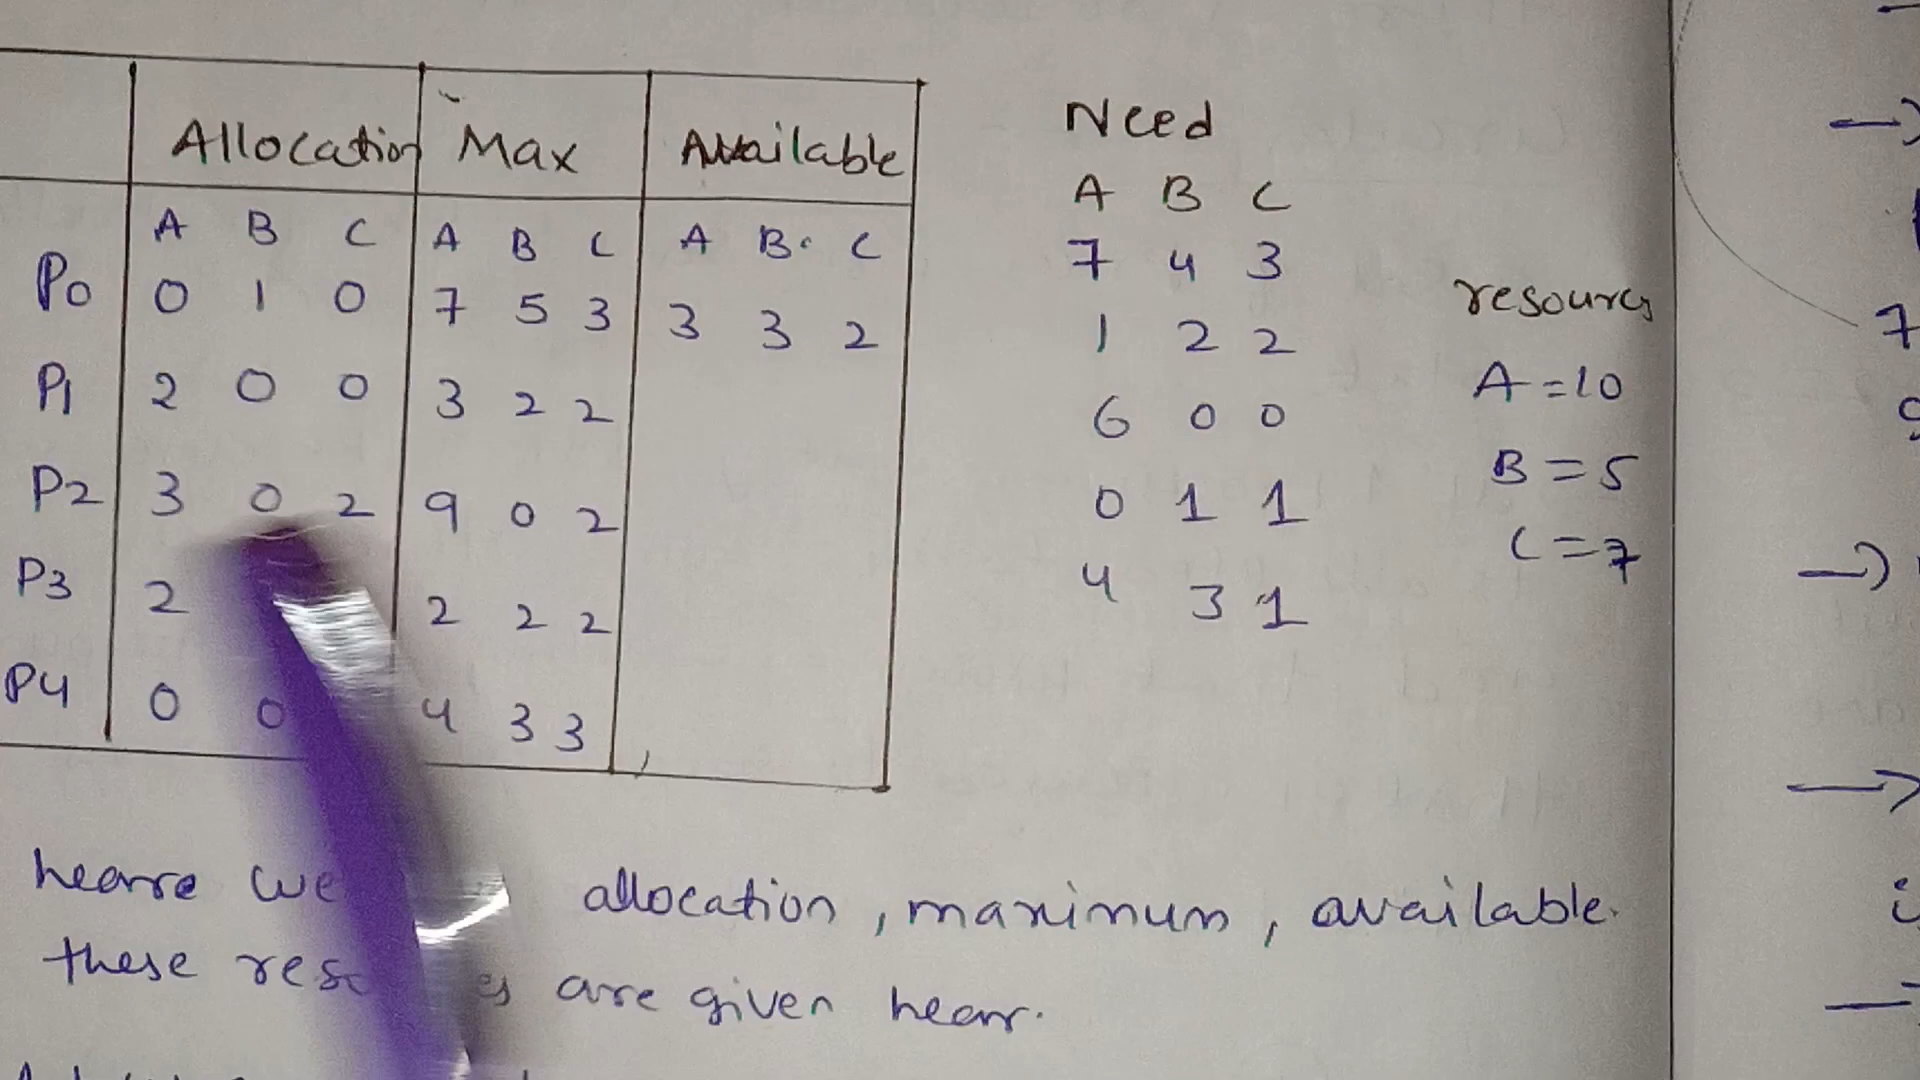 Allocation Max Available Need
A B C A B C A B C A B C
P0 0 1 0 7 5 3 3 3 2 7 4 3
resources
P1 2 0 0 3 2 2 1 2 2
A = 10
P2 3 0 2 9 0 2 6 0 0
B = 5
P3 2 2 2 2 0 1 1
C = 7
P4 0 0 4 3 3 4 3 1
hearre we allocation, maximum, available.
these are given hear.